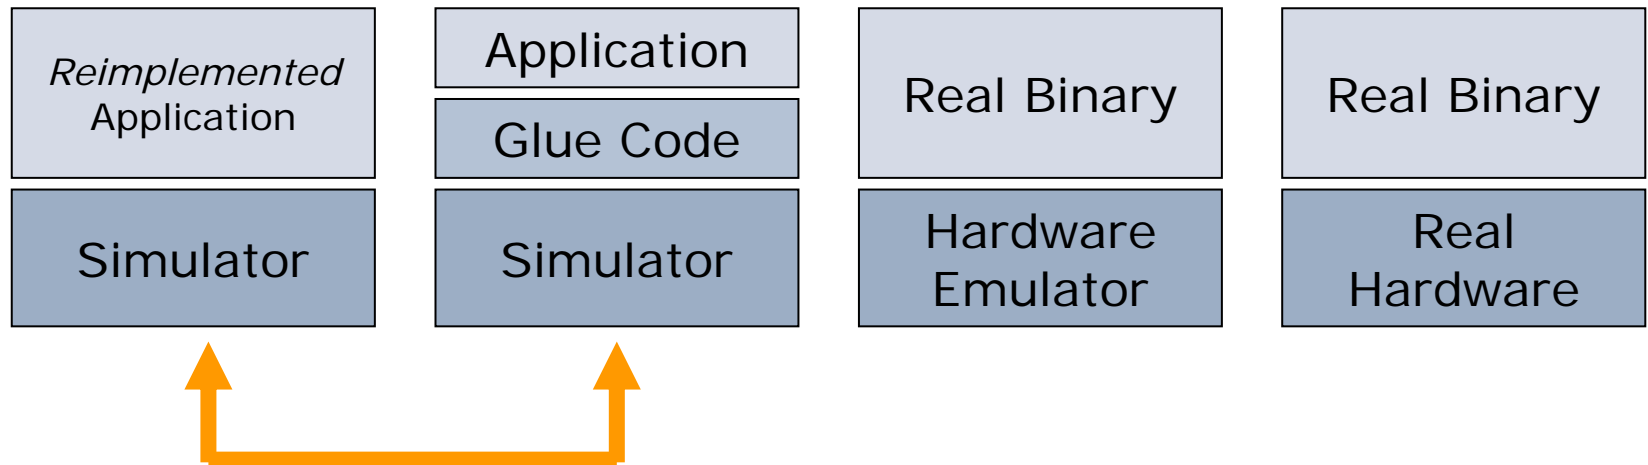 Reimplemented
Application
Simulator
Application
Glue Code
Simulator
Real Binary
Hardware
Emulator
Real Binary
Real
Hardware